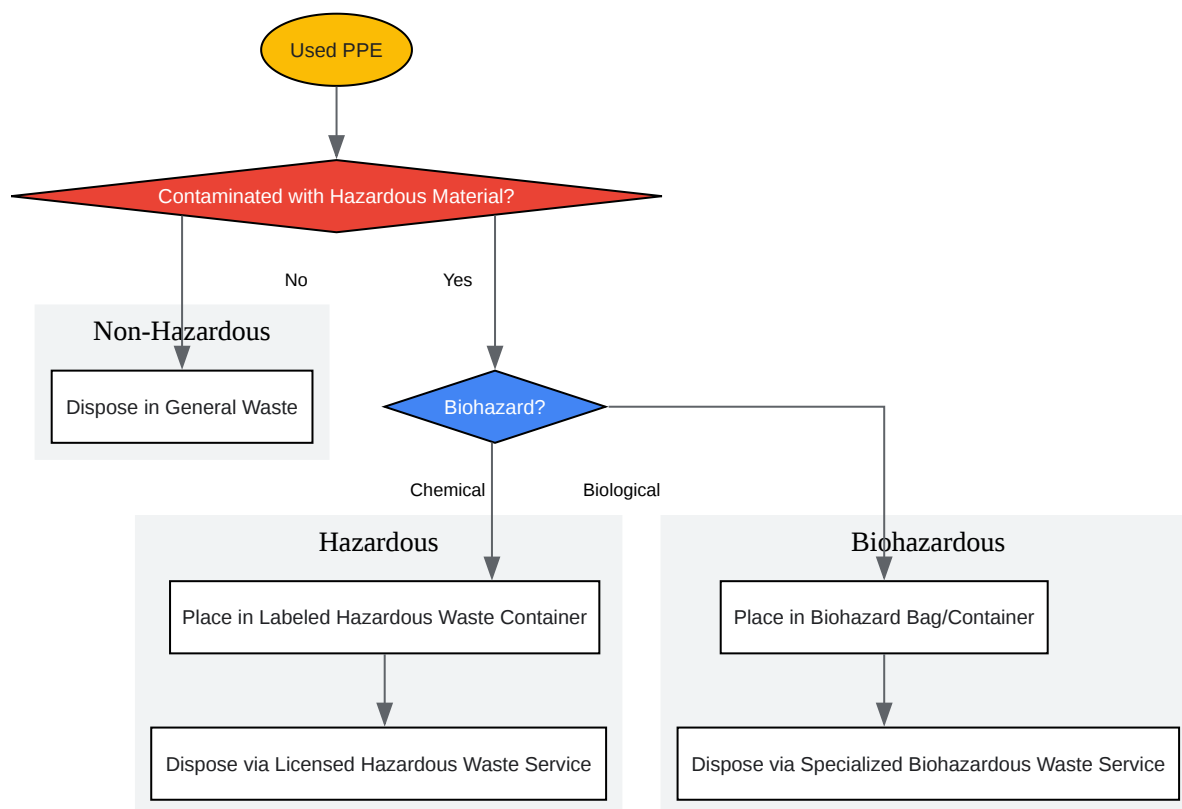 Used PPE
Contaminated with Hazardous Material?
No
Yes
Non-Hazardous
Dispose in General Waste
Biohazard?
Chemical
Biological
Hazardous
Biohazardous
Place in Labeled Hazardous Waste Container
Place in Biohazard Bag/Container
Dispose via Licensed Hazardous Waste Service
Dispose via Specialized Biohazardous Waste Service